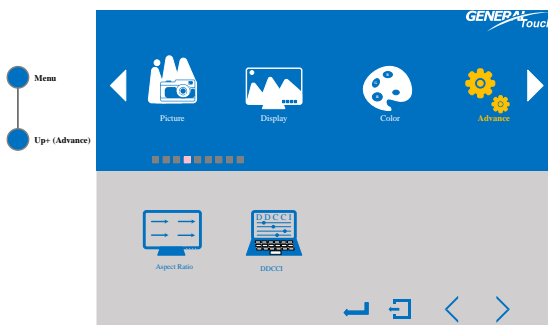 GENERAL
Touch
Menu
Up+ (Advance)
Picture
Display
Color
Advance
DDCCI
Aspect Ratio
DDCCI